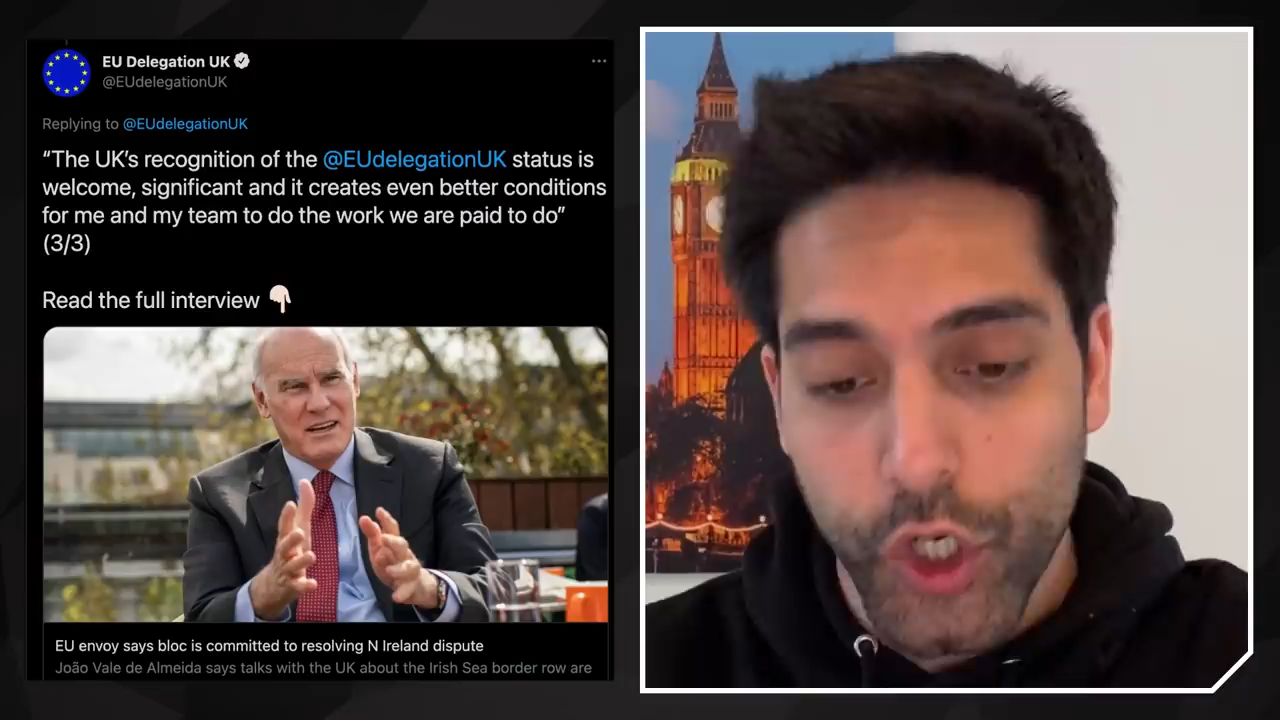 EU Delegation UK
@EUdelegationUK
Replying to @EUdelegationUK
“The UK’s recognition of the @EUdelegationUK status is
welcome, significant and it creates even better conditions
for me and my team to do the work we are paid to do”
(3/3)
Read the full interview 👇🏻
EU envoy says bloc is committed to resolving N Ireland dispute
João Vale de Almeida says talks with the UK about the Irish Sea border row are